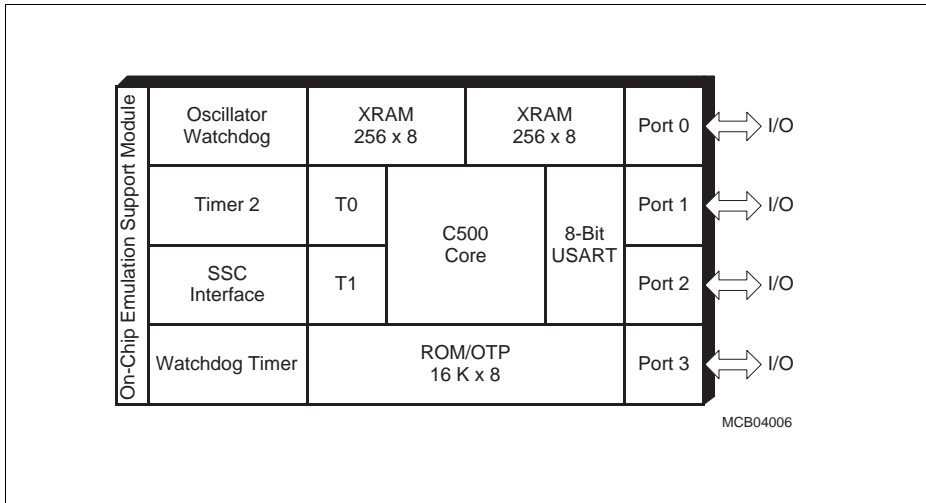 On-Chip Emulation Support Module
Oscillator
Watchdog
XRAM
256 x 8
XRAM
256 x 8
Port 0
I/O
Timer 2
T0
C500
Core
8-Bit
USART
Port 1
I/O
SSC
Interface
T1
Port 2
I/O
Watchdog Timer
ROM/OTP
16 K x 8
Port 3
I/O
MCB04006